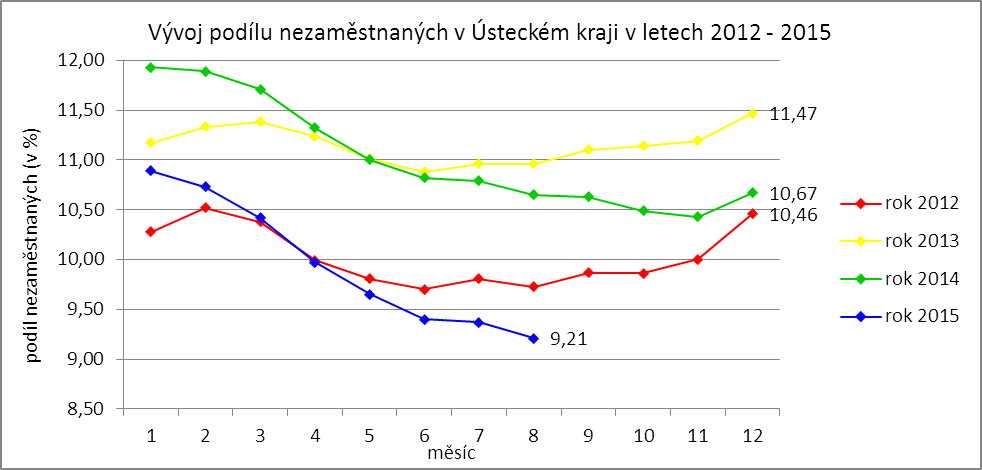 Vývoj podílu nezaměstnaných v Ústeckém kraji v letech 2012 - 2015
podíl nezaměstnaných (v %)
12,00
11,50
11,00
10,50
10,00
9,50
9,00
8,50
11,47
10,67
10,46
9,21
1 2 3 4 5 6 7 8 9 10 11 12
měsíc
rok 2012
rok 2013
rok 2014
rok 2015